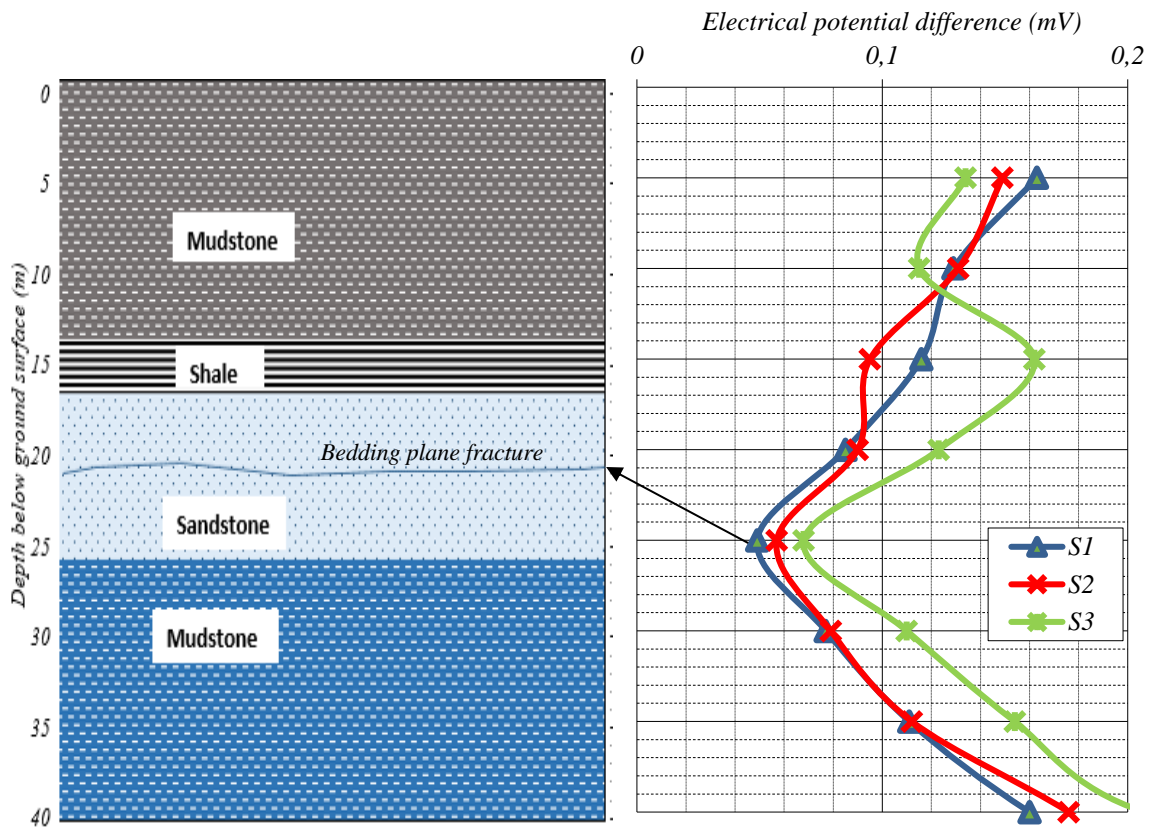 Electrical potential difference (mV)
0 0,1 0,2
Depth below ground surface (m)
0
5
10
15
20
25
30
35
40
Mudstone
Shale
Bedding plane fracture
Sandstone
Mudstone
S1
S2
S3